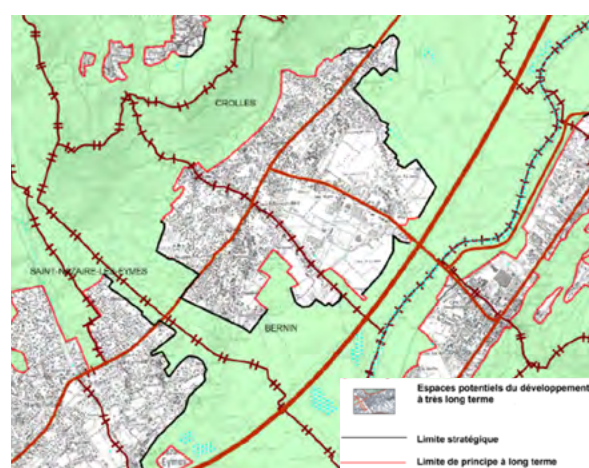 CROLLES
SAINT-NAZAIRE-LES-EYMES
BERNIN
Eymes
Espaces potentiels du développement
à très long terme
Limite stratégique
Limite de principe à long terme